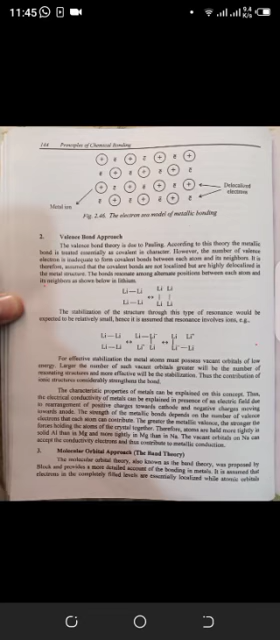 11:45
9.4
K/s
144 Principles of Chemical Bonding
+ e + e + e +
e + + e + e
+ e + e + e +
e + e + + e
Delocalized
electron
Metal ion
Fig. 2.46. The electron sea model of metallic bonding
2. Valence Bond Approach
The valence bond theory is due to Pauling. According to this theory the metallic
bond is treated essentially as covalent in character. However, the number of valence
electron is inadequate to form covalent bonds between each atom and its neighbors. It is
therefore, assumed that the covalent bonds are not localized but are highly delocalized in
the metal structure. The bonds resonate among alternate positions between each atom and
its neighbors as shown below in lithium.
Li—Li Li Li
↔ | |
Li—Li Li Li
The stabilization of the structure through this type of resonance would be
expected to be relatively small, hence it is assumed that resonance involves ions, e.g.,
Li—Li Li—Li Li Li
↔ ↔
Li—Li Li Li Li—Li
For effective stabilization the metal atoms must possess vacant orbitals of low
energy. Larger the number of such vacant orbitals greater will be the number of
resonating structures and more effective will be the stabilization. Thus the contribution of
ionic structures considerably strengthens the bond.
The characteristic properties of metals can be explained on this concept. Thus,
the electrical conductivity of metals can be explained in presence of an electric field due
to rearrangement of positive charges towards cathode and negative charges moving
towards anode. The strength of the metallic bonds depends on the number of valence
electrons that each atom can contribute. The greater the metallic valence, the stronger the
forces holding the atoms of the crystal together. Therefore, atoms are held more tightly in
solid Al than in Mg and more tightly in Mg than in Na. The vacant orbitals on Na can
accept the conductivity electrons and thus contribute to metallic conduction.
3. Molecular Orbital Approach (The Band Theory)
The molecular orbital theory, also known as the band theory, was proposed by
Block and provides a more detailed account of the bonding in metals. It is assumed that
electrons in the completely filled levels are essentially localized while atomic orbitals